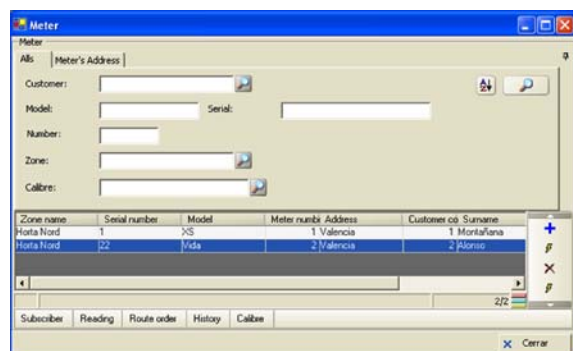 Meter
Meter
Alls Meter's Address
Customer:
Model: Serial:
Number:
Zone:
Calibre:
Zone name Serial number Model Meter numbi Address Customer co Surname
Horta Nord 1 XS 1 Valencia 1 Montañana
Horta Nord 22 Vida 2 Valencia 2 Alonso
2/2
Subscriber Reading Route order History Calibre
Cerrar